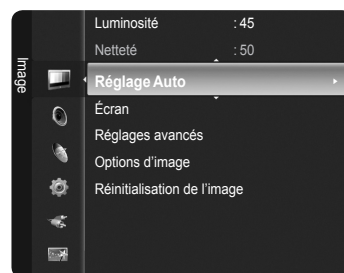 Image
Luminosité : 45
Netteté : 50
Réglage Auto
Écran
Réglages avancés
Options d'image
Réinitialisation de l'image